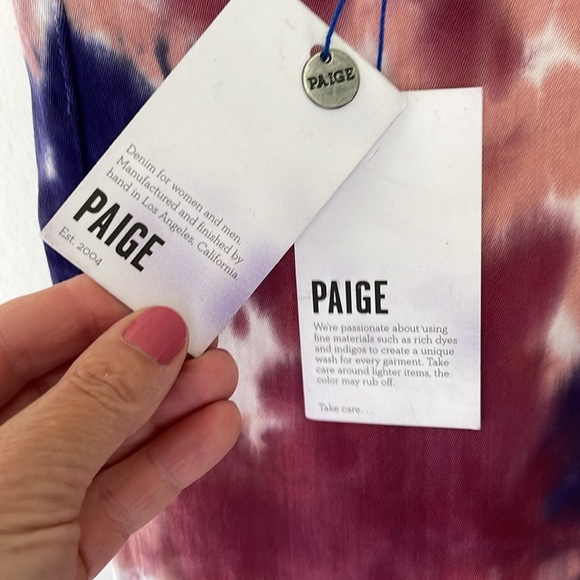 PAIGE
Denim for women and men.
Manufactured and finished by
hand in Los Angeles, California.
PAIGE
Est. 2004
PAIGE
We're passionate about using
fine materials such as rich dyes
and indigos to create a unique
wash for every garment. Take
care around lighter items, the
color may rub off.
Take care...